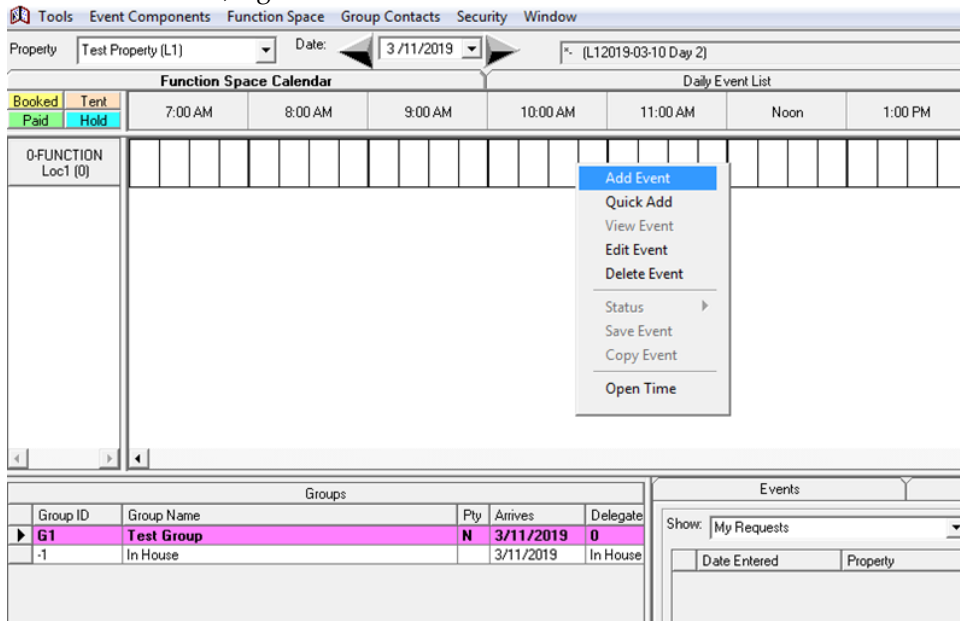 Tools Event Components Function Space Group Contacts Security Window
Property Test Property (L1) Date: 3/11/2019 *- (L12019-03-10 Day 2)
Function Space Calendar Daily Event List
Booked Tent 7:00 AM 8:00 AM 9:00 AM 10:00 AM 11:00 AM Noon 1:00 PM
Paid Hold
0-FUNCTION
Loc1 (0)
Add Event
Quick Add
View Event
Edit Event
Delete Event
Status
Save Event
Copy Event
Open Time
Groups
Group ID Group Name Pty Arrives Delegate
G1 Test Group N 3/11/2019 0
-1 In House 3/11/2019 In House
Events
Show: My Requests
Date Entered Property